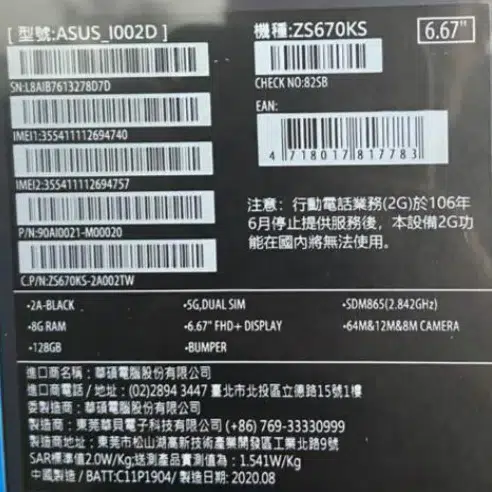 [ 型號:ASUS_I002D ]
機種:ZS670KS
6.67"
SN:L8AIB7613278D7D
CHECK NO:82SB
EAN:
IMEI1:355411112694740
4 718017 817783
IMEI2:355411112694757
注意：行動電話業務(2G)於106年
6月停止提供服務後，本設備2G功
能在國內將無法使用。
P/N:90AI0021-M00020
C.P/N:ZS670KS-2A002TW
•2A-BLACK
•5G,DUAL SIM
•SDM865(2.842GHz)
•8G RAM
•6.67" FHD+ DISPLAY
•64M&12M&8M CAMERA
•128GB
•BUMPER
進口商名稱：華碩電腦股份有限公司
進口商電話 / 地址：(02)2894 3447 臺北市北投區立德路15號1樓
委製造商：華碩電腦股份有限公司
製造商：東莞華貝電子科技有限公司 (+86) 769-33330999
製造商地址：東莞市松山湖高新技術產業開發區工業北路9號
SAR標準值2.0W/Kg;送測產品實測值為：1.541W/Kg
中國製造 / BATT:C11P1904 / 製造日期: 2020.08